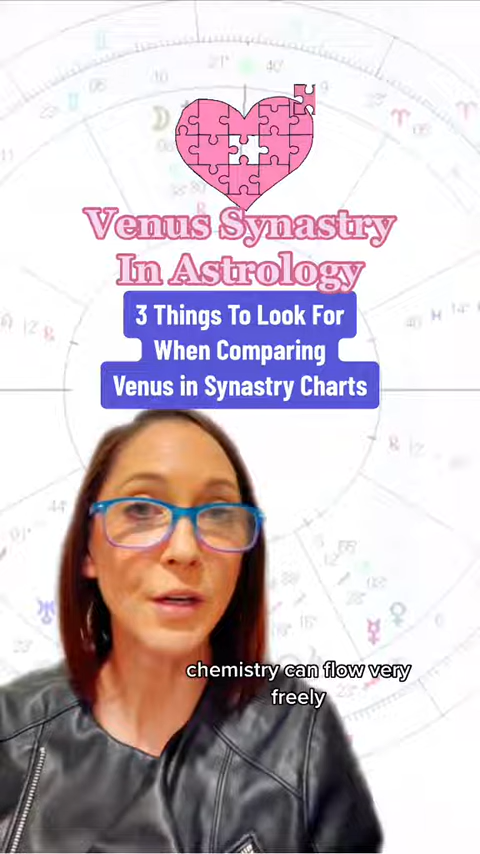 Venus Synastry
In Astrology
3 Things To Look For
When Comparing
Venus in Synastry Charts
chemistry can flow very
freely